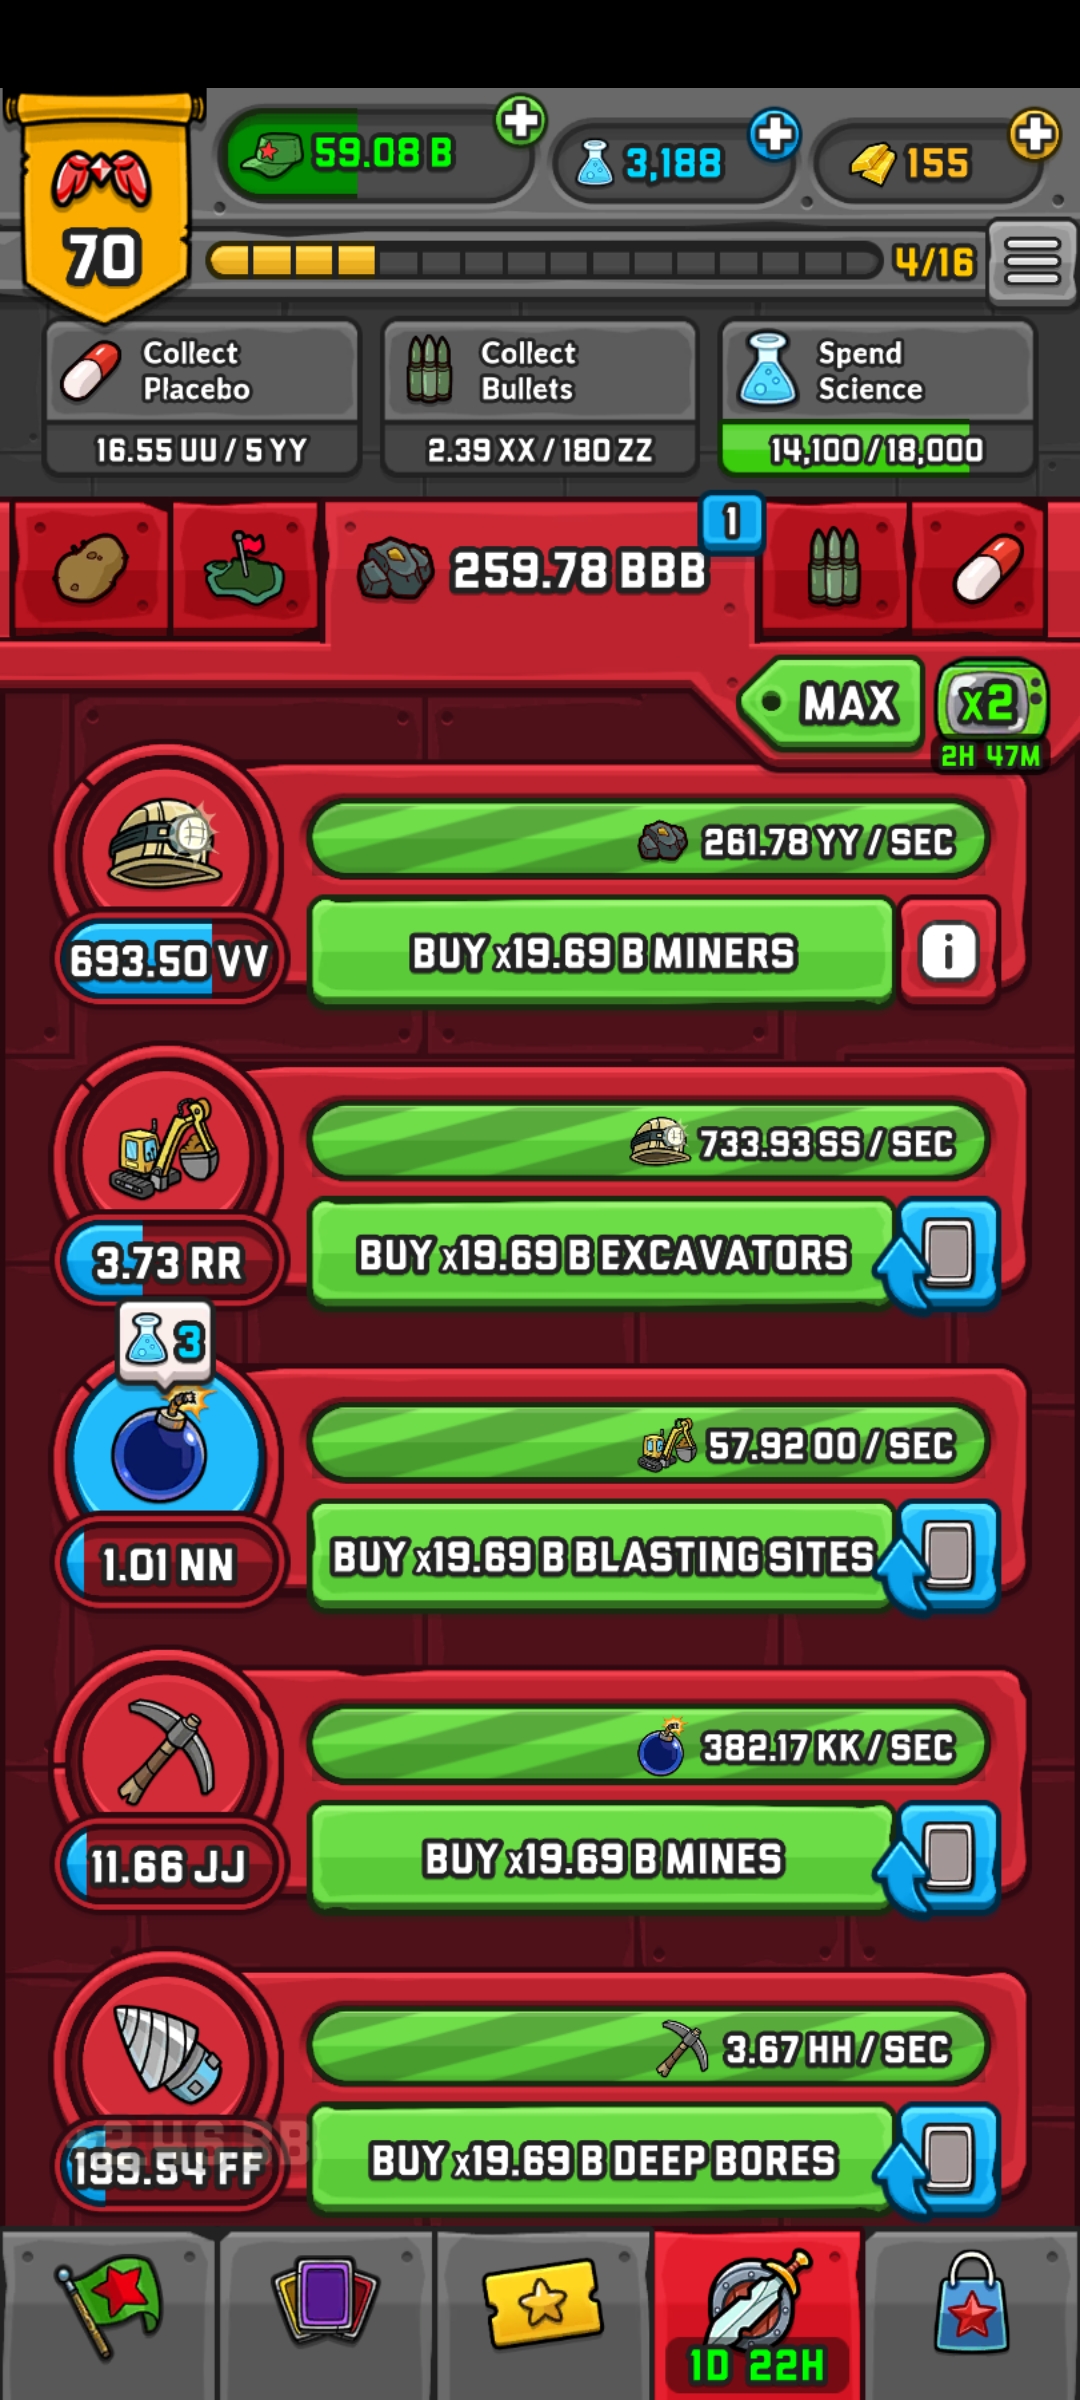 59.08 B
3,188
155
70
4/16
Collect
Placebo
16.55 UU / 5 YY
Collect
Bullets
2.39 XX / 180 ZZ
Spend
Science
14,100 / 18,000
1
259.78 BBB
MAX
x2
2H 47M
261.78 YY / SEC
693.50 VV
BUY x19.69 B MINERS
i
733.93 SS / SEC
3.73 RR
BUY x19.69 B EXCAVATORS
3
57.92 OO / SEC
1.01 NN
BUY x19.69 B BLASTING SITES
382.17 KK / SEC
11.66 JJ
BUY x19.69 B MINES
3.67 HH / SEC
199.54 FF
BUY x19.69 B DEEP BORES
1D 22H